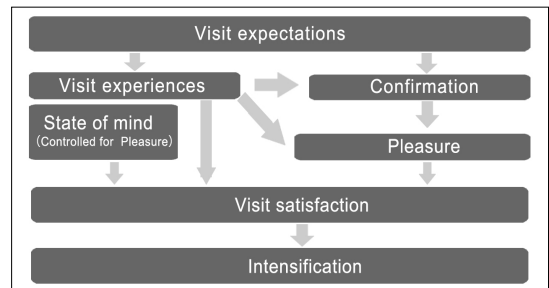 Visit expectations
Visit experiences
Confirmation
State of mind
(Controlled for Pleasure)
Pleasure
Visit satisfaction
Intensification